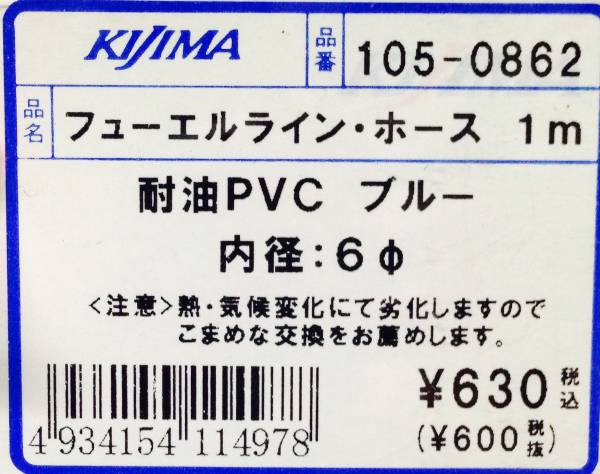 KIJIMA 品番 105-0862
品名 フューエルライン・ホース 1m
耐油PVC ブルー
内径:6φ
<注意>熱・気候変化にて劣化しますので
こまめな交換をお薦めします。
¥630 税込
(¥600 税抜)
4 934154 114978